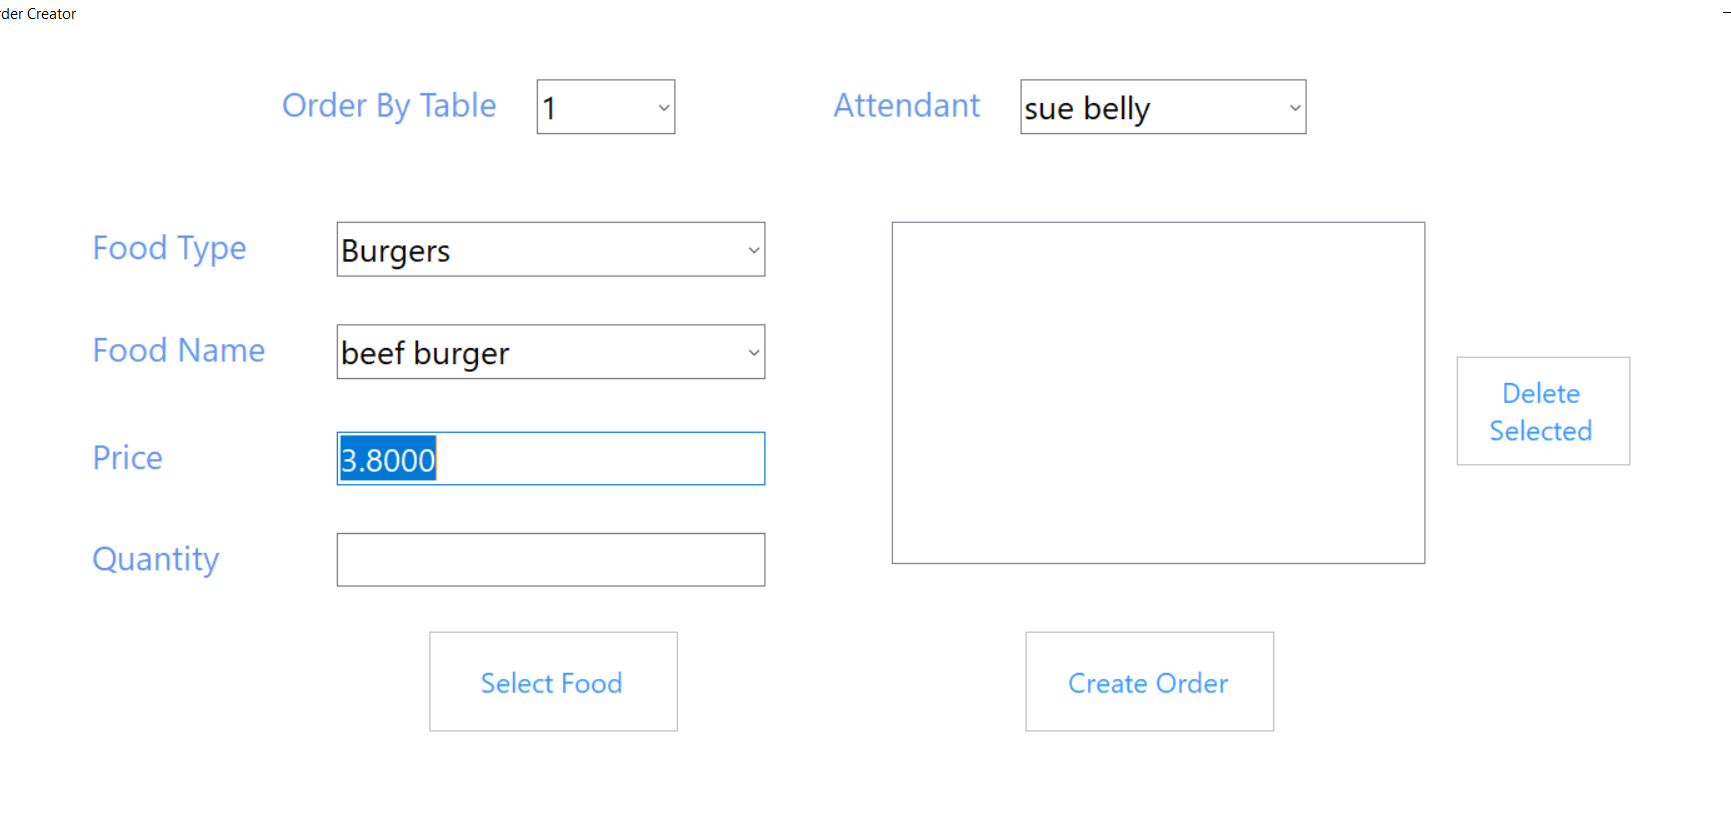 rder Creator
Order By Table 1 Attendant sue belly
Food Type Burgers
Food Name beef burger
Price 3.8000
Quantity
Delete
Selected
Select Food
Create Order